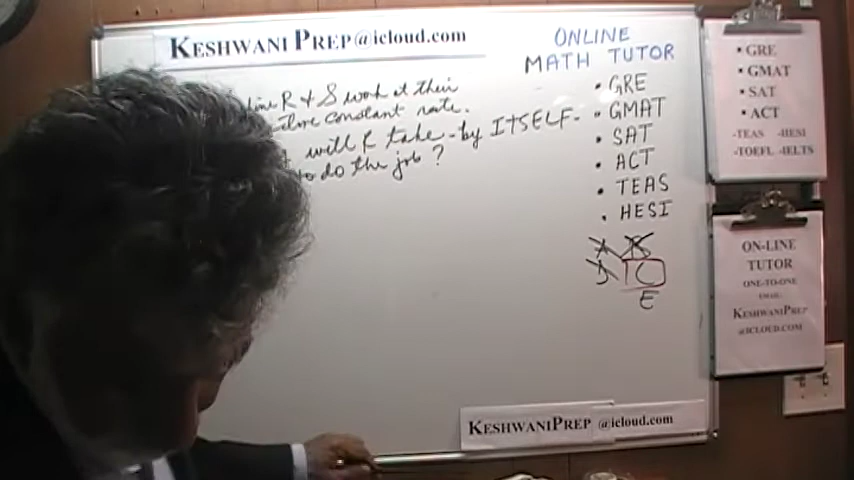 KESHWANI PREP@icloud.com
R & S work at their
constant rate.
will R take - by ITSELF -
to do the job ?
ONLINE
MATH TUTOR
• GRE
• GMAT
• SAT
• ACT
• TEAS
• HESI
A B
D C
E
KESHWANIPREP @icloud.com
• GRE
• GMAT
• SAT
• ACT
-TEAS -HESI
-TOEFL -IELTS
ON-LINE
TUTOR
ONE-TO-ONE
EMAIL
KESHWANIPREP
@ICLOUD.COM